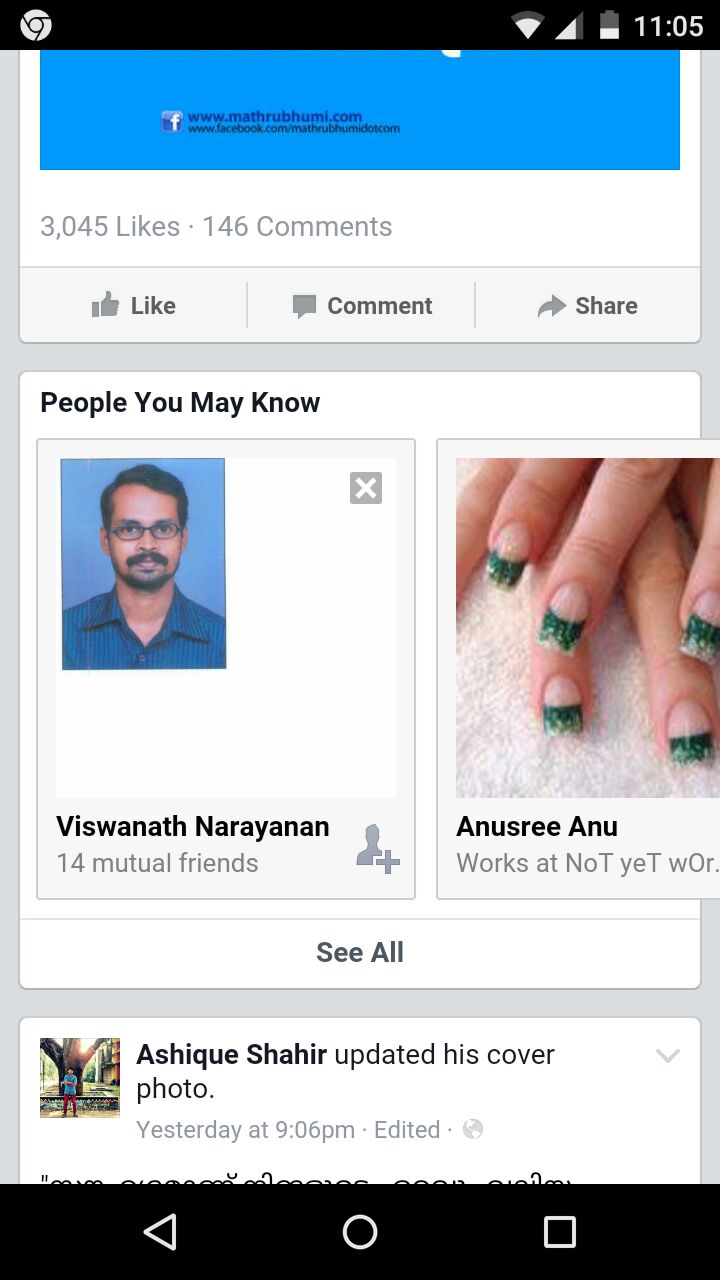 11:05
www.mathrubhumi.com
www.facebook.com/mathrubhumidotcom
3,045 Likes · 146 Comments
Like
Comment
Share
People You May Know
Viswanath Narayanan
14 mutual friends
Anusree Anu
Works at NoT yeT wOr.
See All
Ashique Shahir updated his cover
photo.
Yesterday at 9:06pm · Edited ·